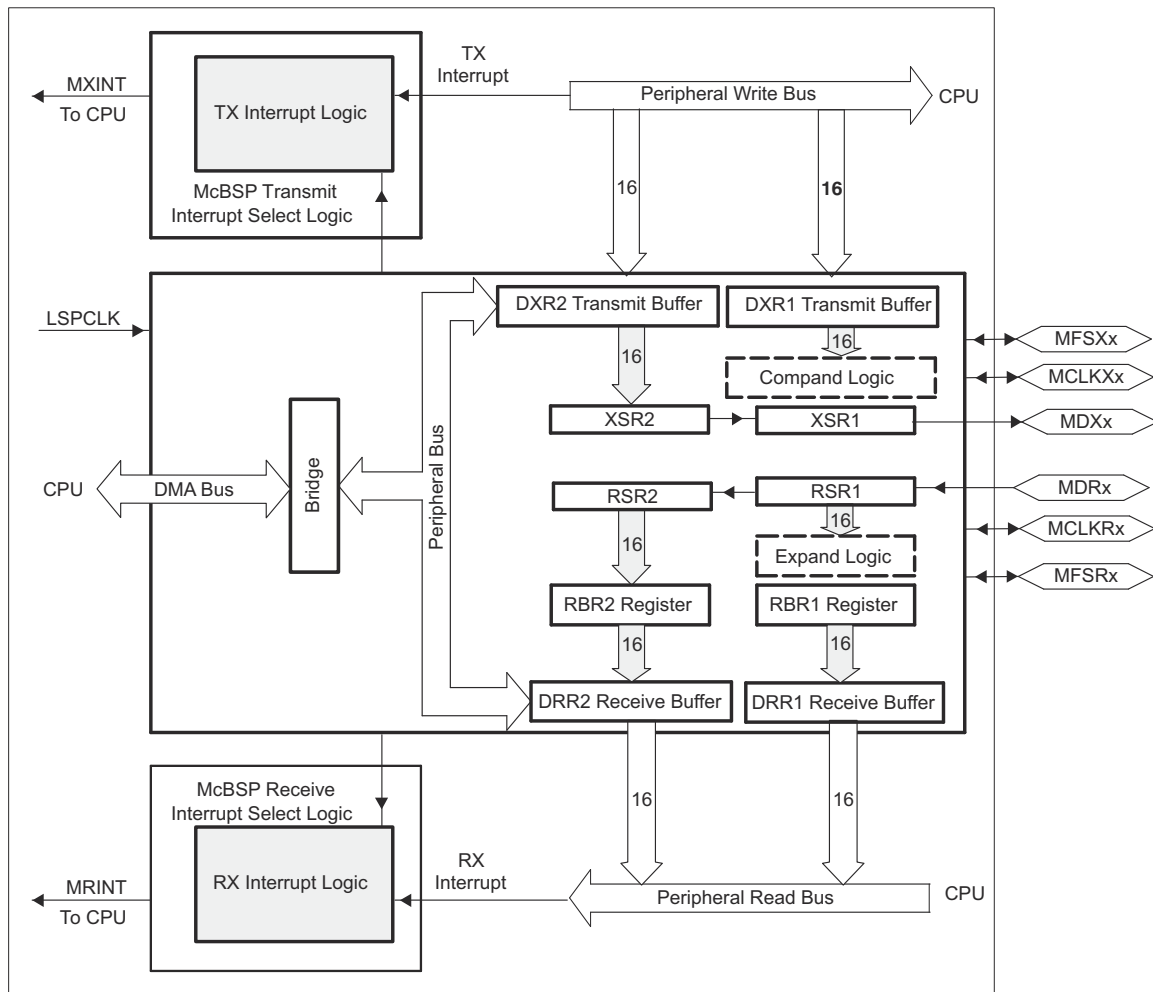 TX
Interrupt
MXINT
To CPU
TX Interrupt Logic
Peripheral Write Bus
CPU
McBSP Transmit
Interrupt Select Logic
16
16
LSPCLK
DXR2 Transmit Buffer
DXR1 Transmit Buffer
16
16
Compand Logic
MFSXx
MCLKXx
XSR2
XSR1
MDXx
CPU
DMA Bus
Bridge
Peripheral Bus
RSR2
RSR1
MDRx
16
16
MCLKRx
Expand Logic
MFSRx
RBR2 Register
RBR1 Register
16
16
DRR2 Receive Buffer
DRR1 Receive Buffer
McBSP Receive
Interrupt Select Logic
16
16
RX Interrupt Logic
RX
Interrupt
MRINT
To CPU
Peripheral Read Bus
CPU